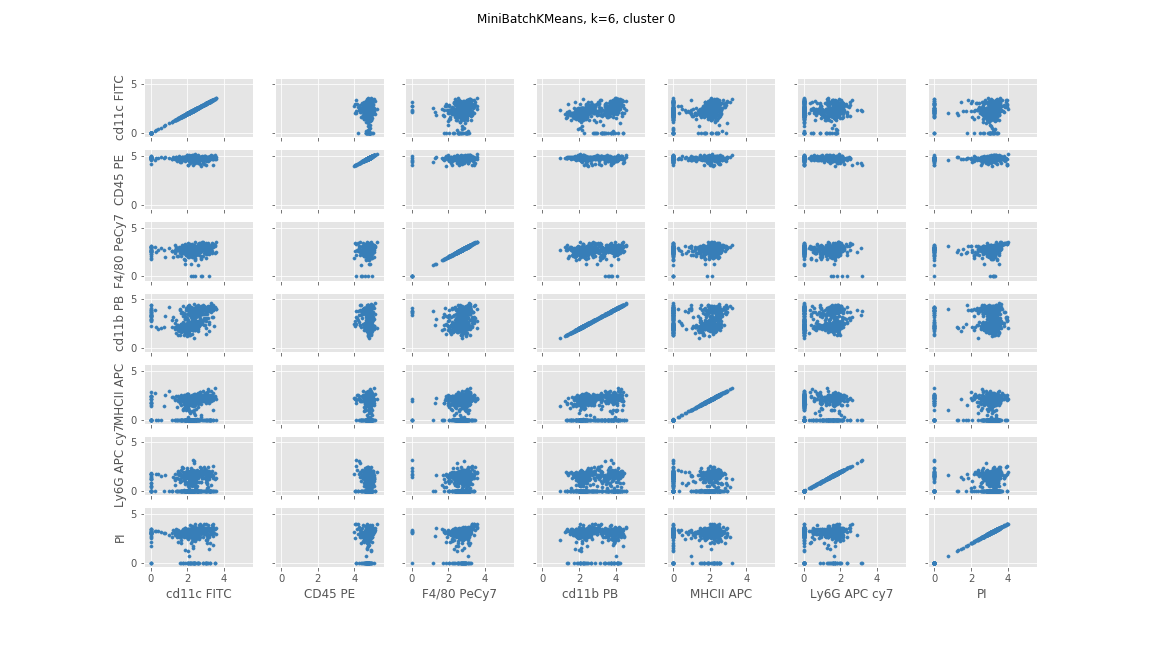 MiniBatchKMeans, k=6, cluster 0
cd11c FITC
5
0
CD45 PE
5
0
F4/80 PeCy7
5
0
cd11b PB
5
0
MHCII APC
5
0
Ly6G APC cy7
5
0
PI
5
0
0 2 4 0 2 4 0 2 4 0 2 4 0 2 4 0 2 4 0 2 4
cd11c FITC CD45 PE F4/80 PeCy7 cd11b PB MHCII APC Ly6G APC cy7 PI